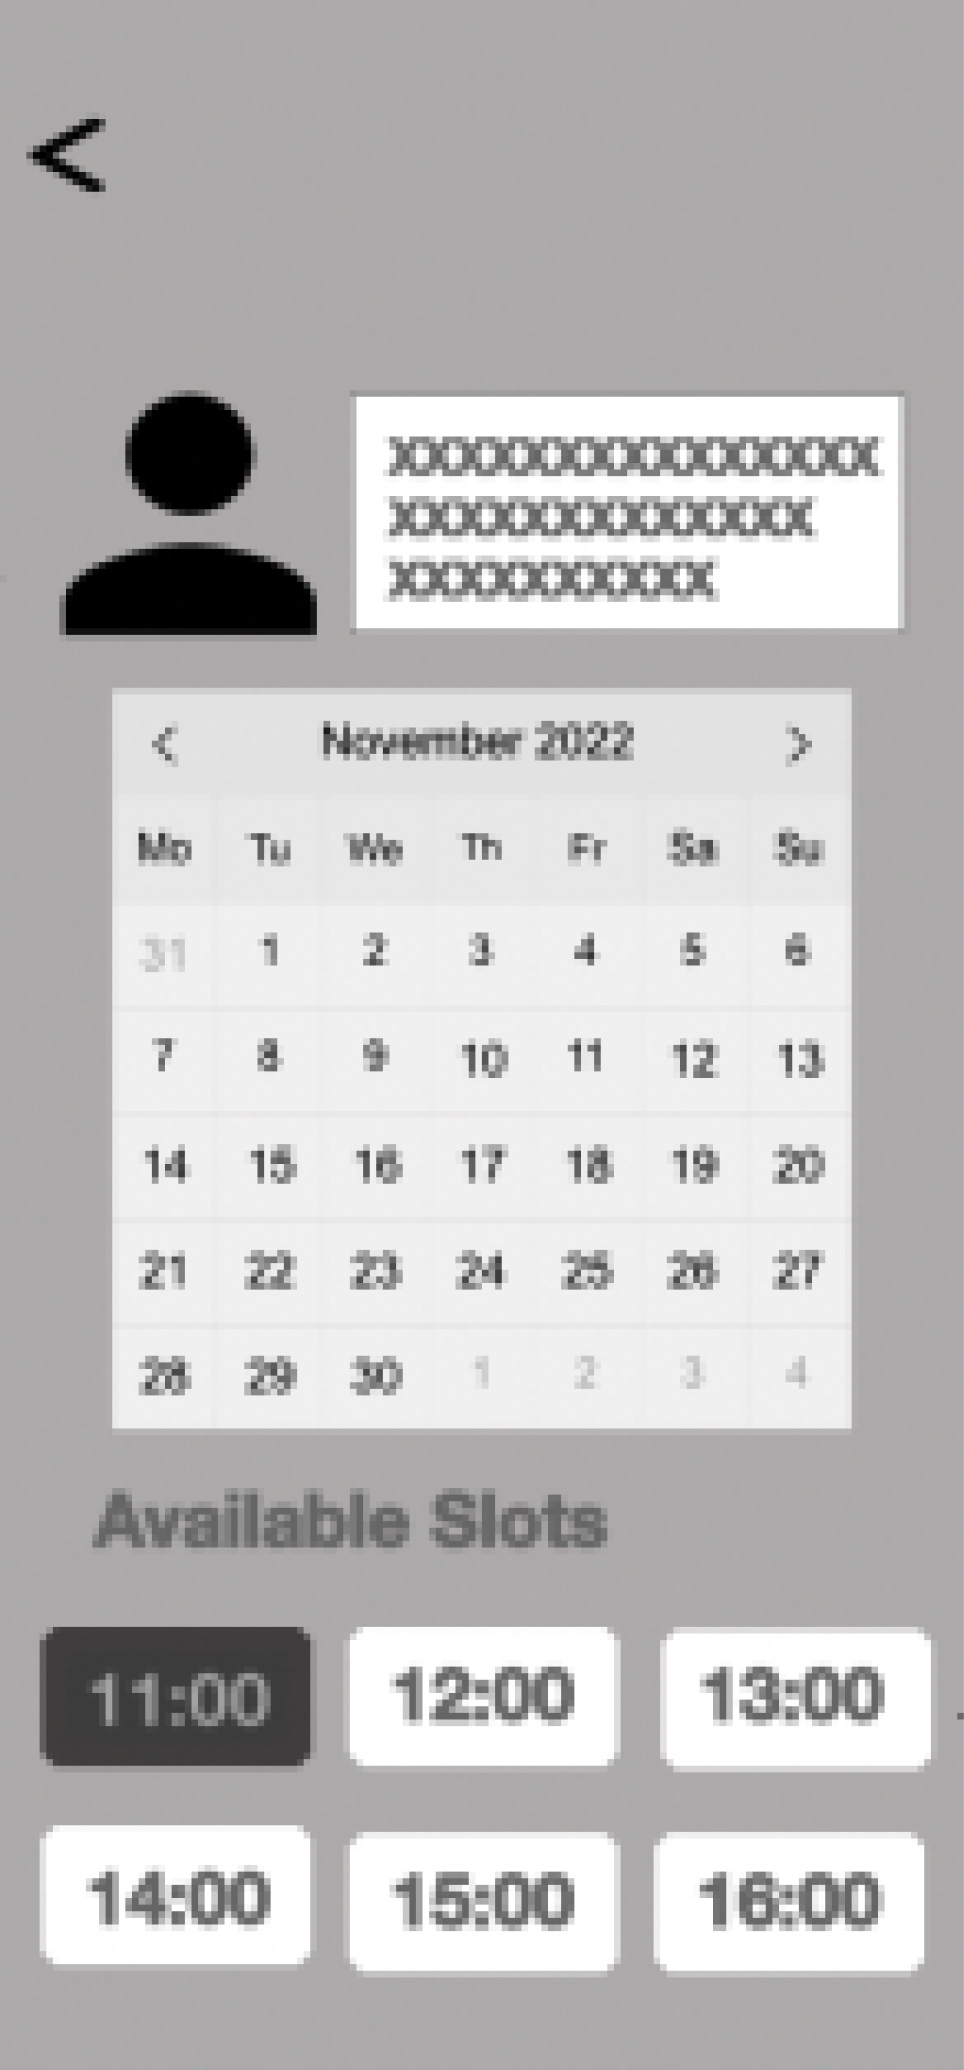 <
XXXXXXXXXXXXXXX
XXXXXXXXXXXXX
XXXXXXXXXX
< November 2022 >
Mo Tu We Th Fr Sa Su
31 1 2 3 4 5 6
7 8 9 10 11 12 13
14 15 16 17 18 19 20
21 22 23 24 25 26 27
28 29 30 1 2 3 4
Available Slots
11:00 12:00 13:00
14:00 15:00 16:00